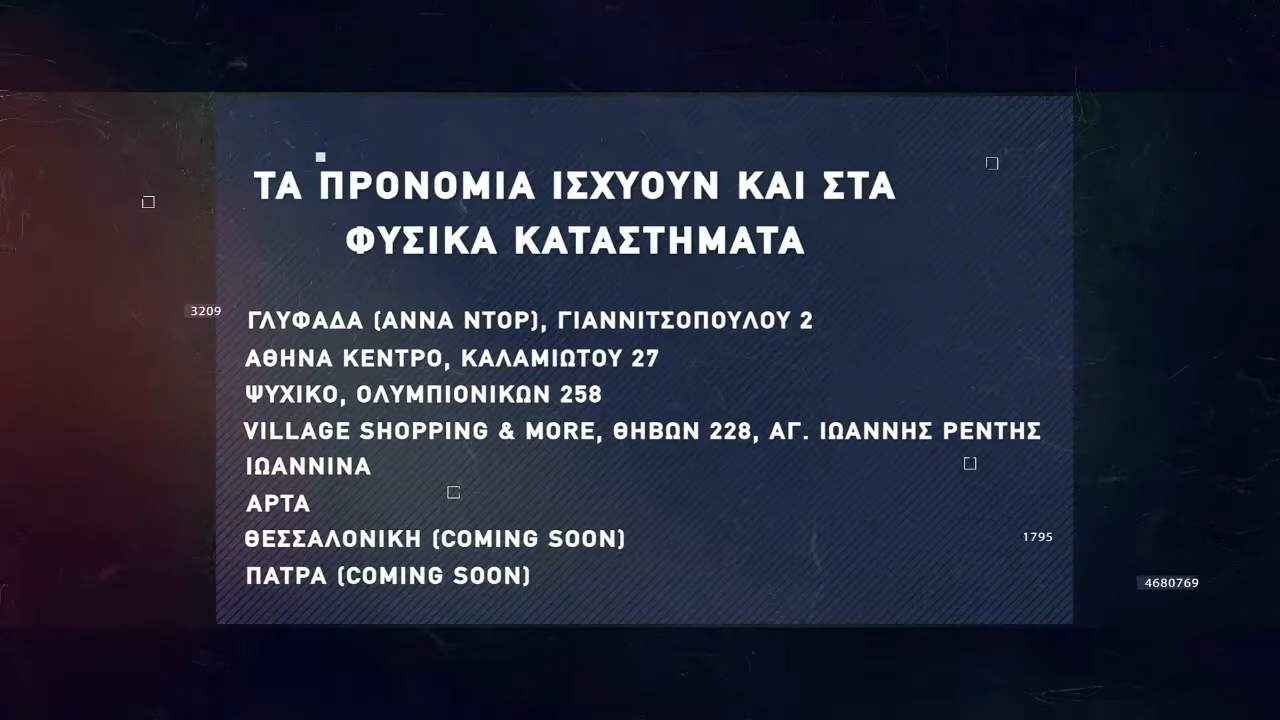 ΤΑ ΠΡΟΝΟΜΙΑ ΙΣΧΥΟΥΝ ΚΑΙ ΣΤΑ
ΦΥΣΙΚΑ ΚΑΤΑΣΤΗΜΑΤΑ
3209
ΓΛΥΦΑΔΑ (ΑΝΝΑ ΝΤΟΡ), ΓΙΑΝΝΙΤΣΟΠΟΥΛΟΥ 2
ΑΘΗΝΑ ΚΕΝΤΡΟ, ΚΑΛΑΜΙΩΤΟΥ 27
ΨΥΧΙΚΟ, ΟΛΥΜΠΙΟΝΙΚΩΝ 258
VILLAGE SHOPPING & MORE, ΘΗΒΩΝ 228, ΑΓ. ΙΩΑΝΝΗΣ ΡΕΝΤΗΣ
ΙΩΑΝΝΙΝΑ
ΑΡΤΑ
ΘΕΣΣΑΛΟΝΙΚΗ (COMING SOON)
1795
ΠΑΤΡΑ (COMING SOON)
4680769